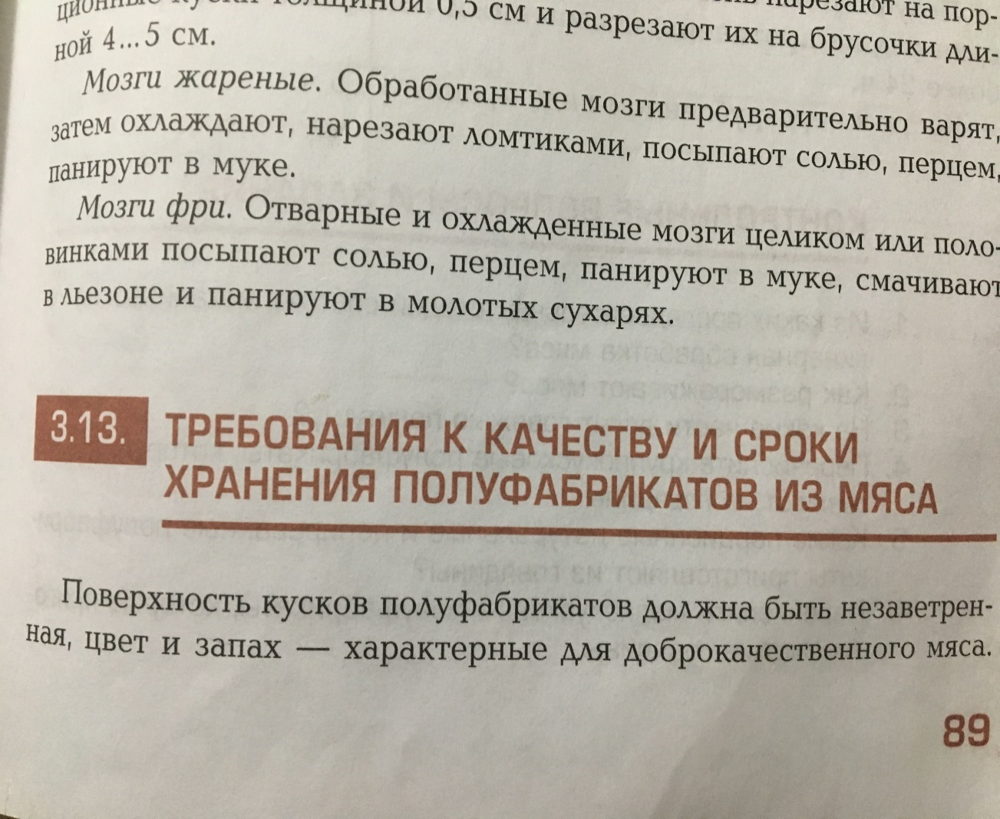 ционные куски толщиной 0,5 см и разрезают их на брусочки дли-
нарезают на пор-
ной 4...5 см.
Мозги жареные. Обработанные мозги предварительно варят,
затем охлаждают, нарезают ломтиками, посыпают солью, перцем,
панируют в муке.
Мозги фри. Отварные и охлажденные мозги целиком или поло-
винками посыпают солью, перцем, панируют в муке, смачивают
в льезоне и панируют в молотых сухарях.
3.13. ТРЕБОВАНИЯ К КАЧЕСТВУ И СРОКИ
ХРАНЕНИЯ ПОЛУФАБРИКАТОВ ИЗ МЯСА
Поверхность кусков полуфабрикатов должна быть незаветрен-
ная, цвет и запах — характерные для доброкачественного мяса.
89